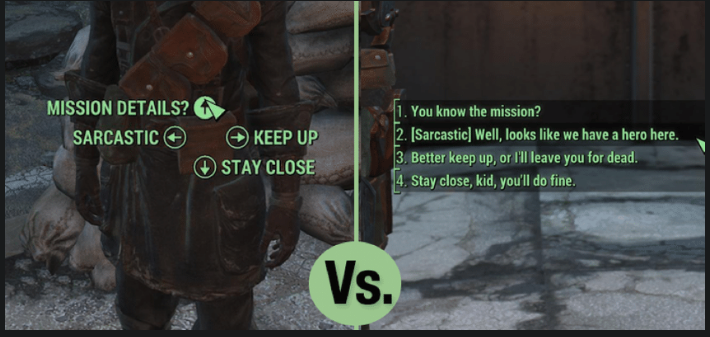 MISSION DETAILS?
SARCASTIC
KEEP UP
STAY CLOSE
1. You know the mission?
2. [Sarcastic] Well, looks like we have a hero here.
3. Better keep up, or I'll leave you for dead.
4. Stay close, kid, you'll do fine.
Vs.